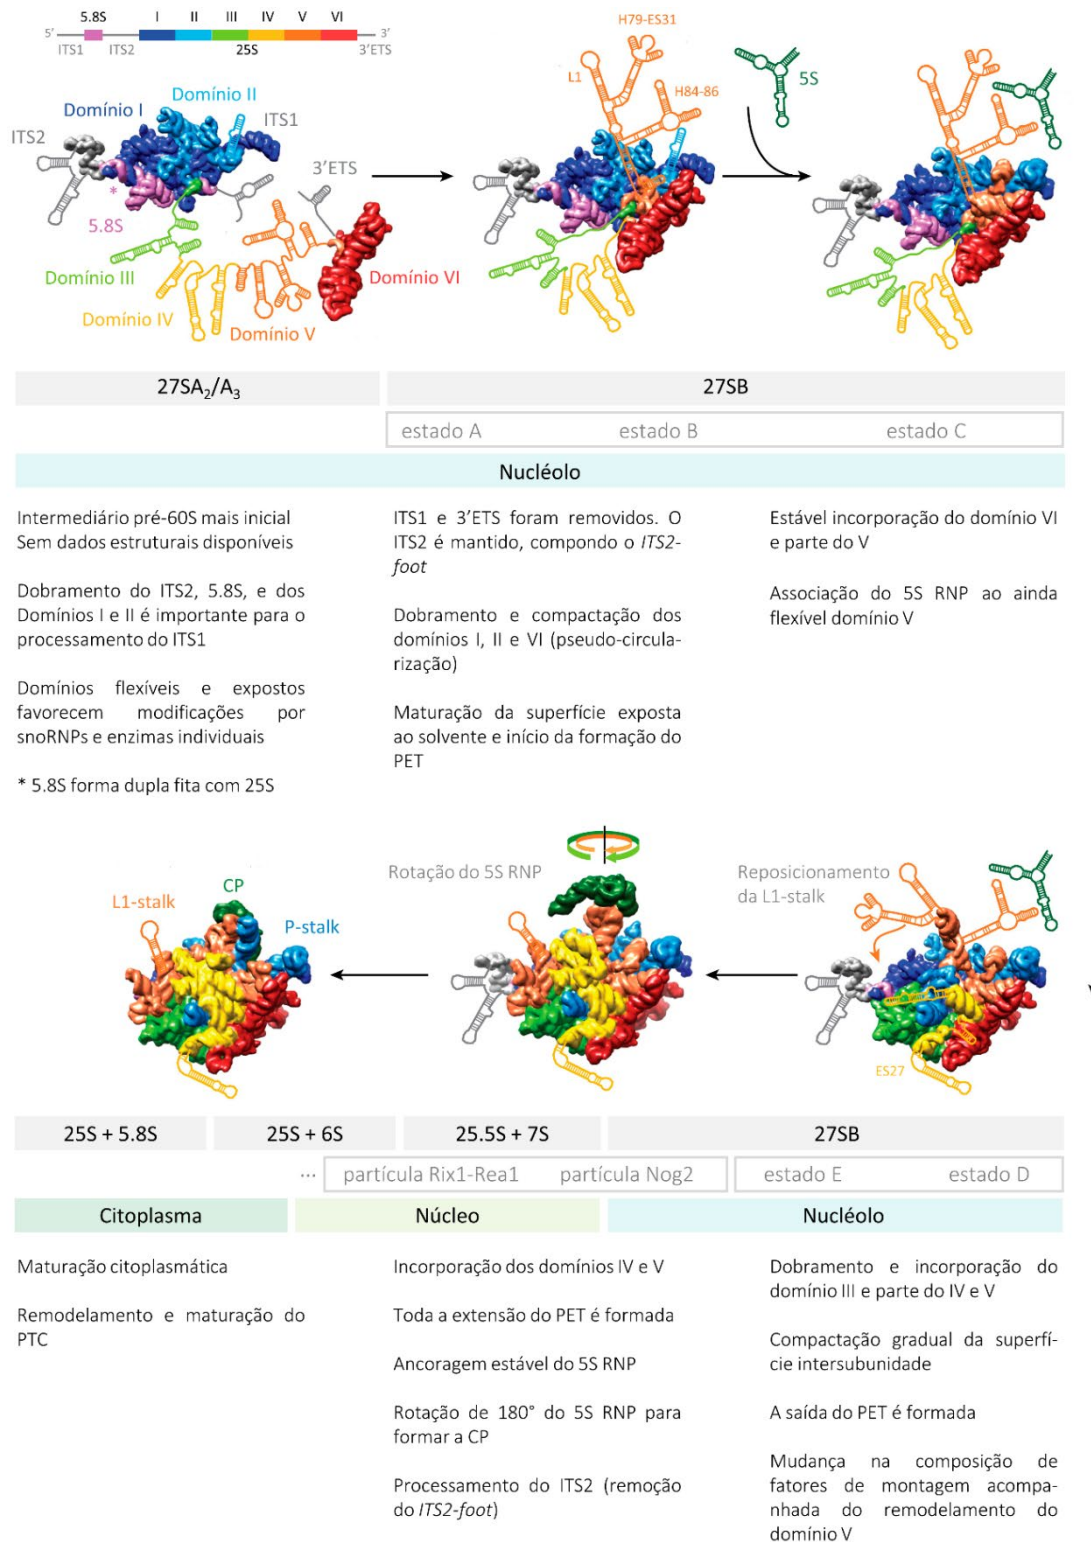 5.8S I II III IV V VI
5' 3'
ITS1 ITS2 25S 3'ETS
Domínio I
Domínio II
ITS2
ITS1
*
5.8S
3'ETS
Domínio III
Domínio VI
Domínio IV
Domínio V
H79-ES31
L1
H84-86
5S
27SA2/A3
27SB
estado A estado B estado C
Nucléolo
Intermediário pré-60S mais inicial
Sem dados estruturais disponíveis
Dobramento do ITS2, 5.8S, e dos
Domínios I e II é importante para o
processamento do ITS1
Domínios flexíveis e expostos
favorecem modificações por
snoRNPs e enzimas individuais
* 5.8S forma dupla fita com 25S
ITS1 e 3'ETS foram removidos. O
ITS2 é mantido, compondo o ITS2-
foot
Dobramento e compactação dos
domínios I, II e VI (pseudo-circula-
rização)
Maturação da superfície exposta
ao solvente e início da formação do
PET
Estável incorporação do domínio VI
e parte do V
Associação do 5S RNP ao ainda
flexível domínio V
CP
L1-stalk
P-stalk
Rotação do 5S RNP
Reposicionamento
da L1-stalk
ES27
25S + 5.8S
25S + 6S
25.5S + 7S
27SB
... partícula Rix1-Rea1 partícula Nog2
estado E estado D
Citoplasma
Núcleo
Nucléolo
Maturação citoplasmática
Remodelamento e maturação do
PTC
Incorporação dos domínios IV e V
Toda a extensão do PET é formada
Ancoragem estável do 5S RNP
Rotação de 180° do 5S RNP para
formar a CP
Processamento do ITS2 (remoção
do ITS2-foot)
Dobramento e incorporação do
domínio III e parte do IV e V
Compactação gradual da superfí-
cie intersubunidade
A saída do PET é formada
Mudança na composição de
fatores de montagem acompa-
nhada do remodelamento do
domínio V